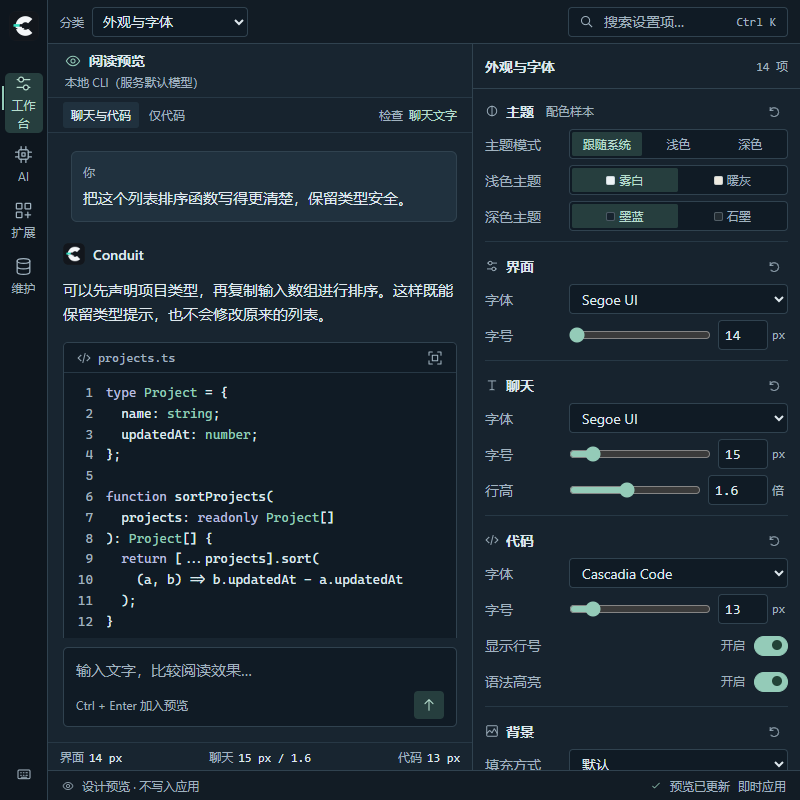 分类
外观与字体
搜索设置项...
Ctrl K
工作
台
AI
扩展
维护
阅读预览
本地 CLI（服务默认模型）
聊天与代码
仅代码
检查 聊天文字
你
把这个列表排序函数写得更清楚，保留类型安全。
Conduit
可以先声明项目类型，再复制输入数组进行排序。这样既能
保留类型提示，也不会修改原来的列表。
</> projects.ts
1 type Project = {
2   name: string;
3   updatedAt: number;
4 };
5
6 function sortProjects(
7   projects: readonly Project[]
8 ): Project[] {
9   return [...projects].sort(
10     (a, b) => b.updatedAt - a.updatedAt
11   );
12 }
输入文字，比较阅读效果...
Ctrl + Enter 加入预览
界面 14 px
聊天 15 px / 1.6
代码 13 px
外观与字体
14 项
主题 配色样本
主题模式
跟随系统
浅色
深色
浅色主题
雾白
暖灰
深色主题
墨蓝
石墨
界面
字体
Segoe UI
字号
14
px
聊天
字体
Segoe UI
字号
15
px
行高
1.6
倍
</> 代码
字体
Cascadia Code
字号
13
px
显示行号
开启
语法高亮
开启
背景
填充方式
默认
设计预览 · 不写入应用
预览已更新 即时应用